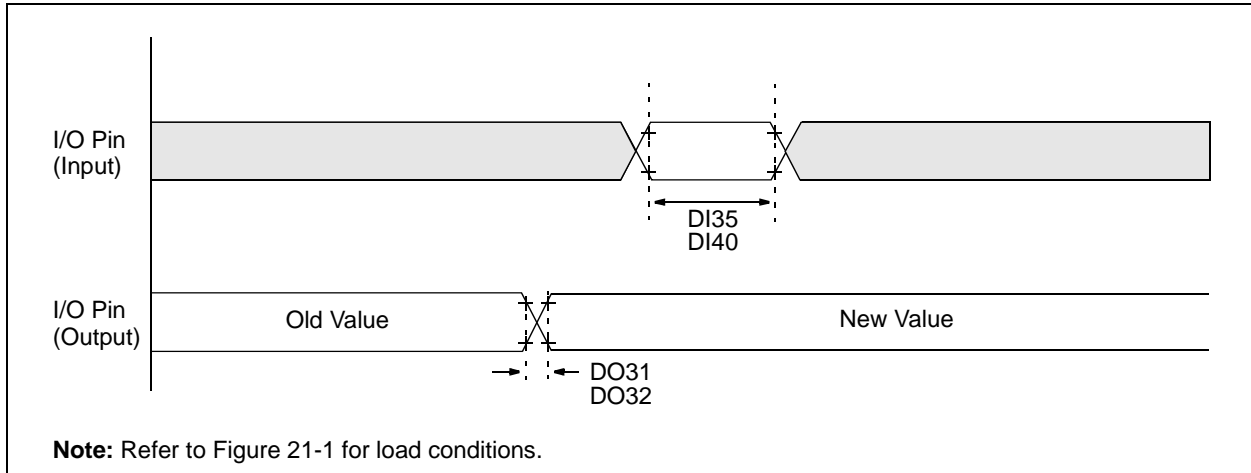 I/O Pin
(Input)
DI35
DI40
I/O Pin
(Output)
Old Value
New Value
DO31
DO32
Note: Refer to Figure 21-1 for load conditions.